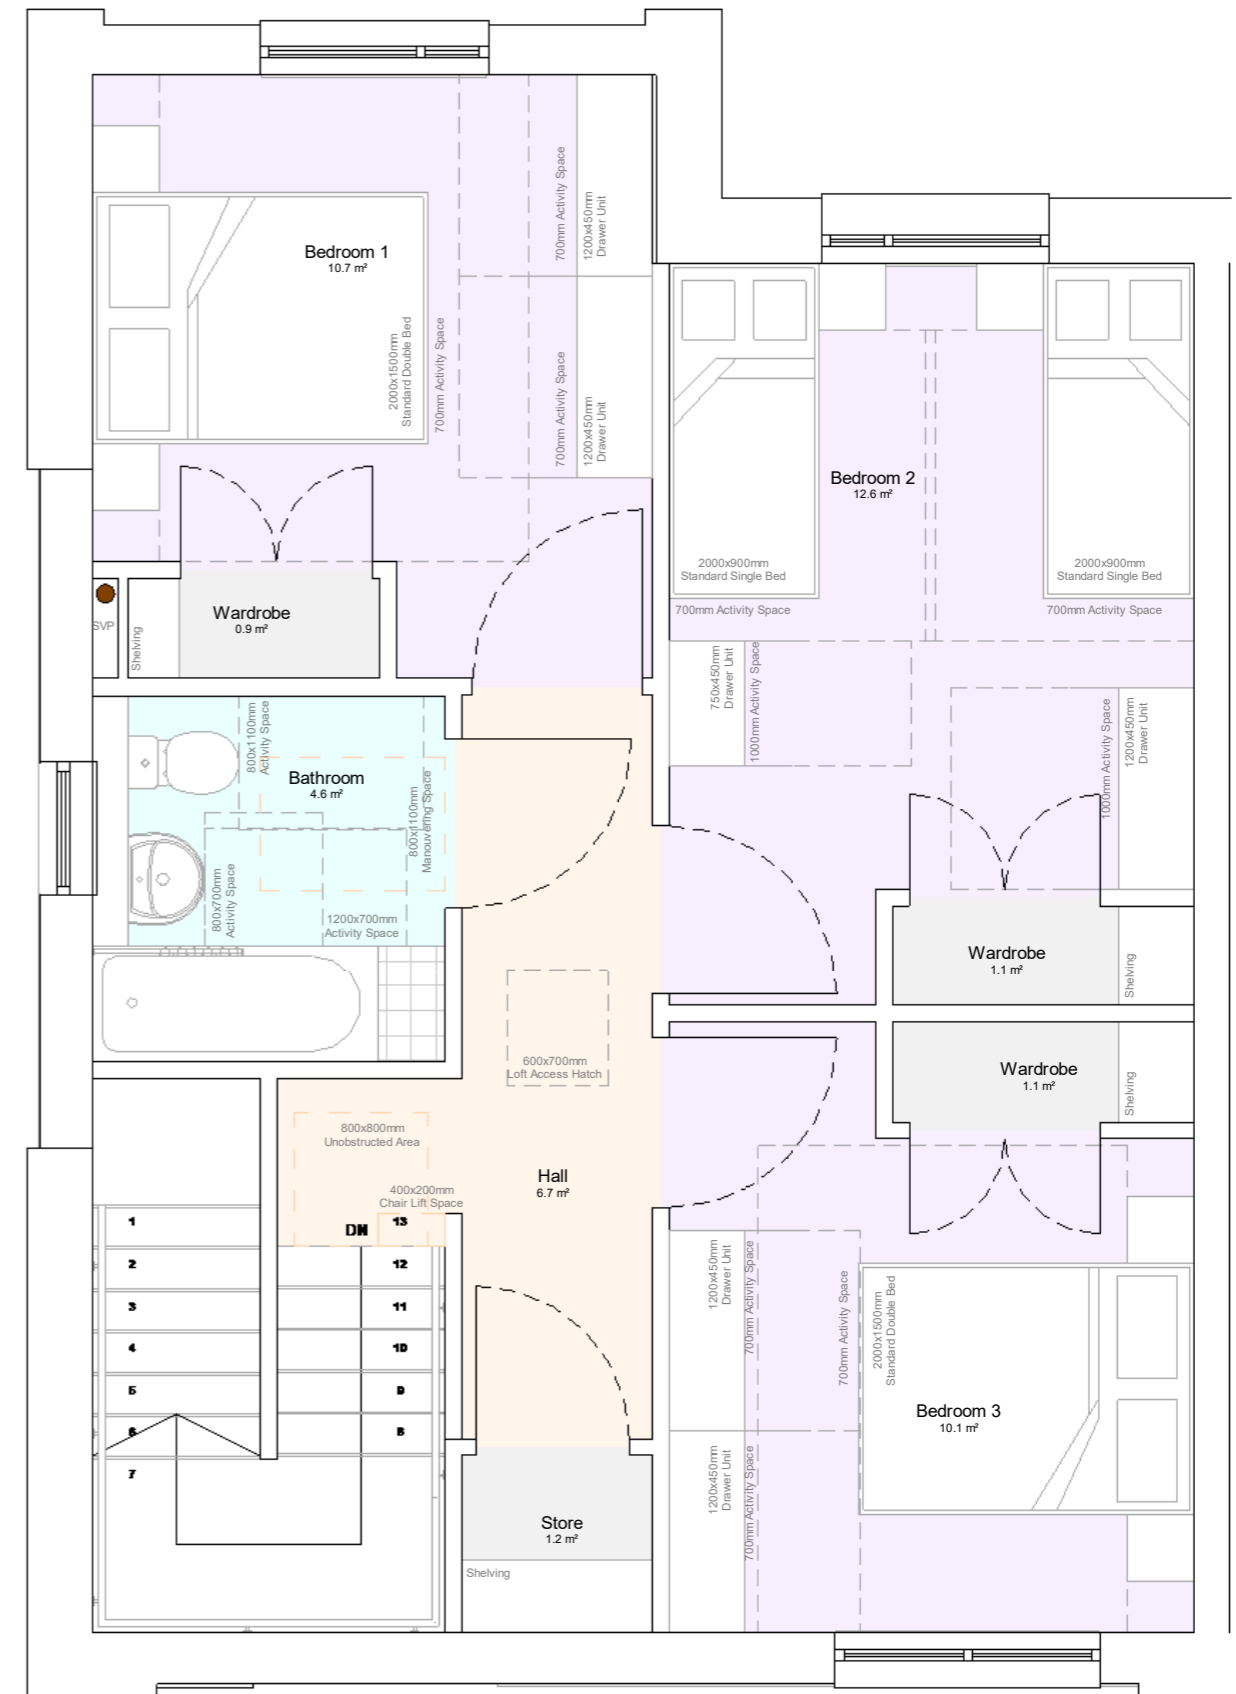 Bedroom 1
10.7 m²
700mm Activity Space
1200x450mm
Drawer Unit
2000x1500mm
Standard Double Bed
700mm Activity Space
700mm Activity Space
1200x450mm
Drawer Unit
Bedroom 2
12.6 m²
2000x900mm
Standard Single Bed
700mm Activity Space
2000x900mm
Standard Single Bed
700mm Activity Space
SVP
Shelving
Wardrobe
0.9 m²
750x450mm
Drawer Unit
1000mm Activity Space
1000mm Activity Space
1200x450mm
Drawer Unit
800x1100mm
Activity Space
Bathroom
4.6 m²
800x1100mm
Manouvering Space
800x700mm
Activity Space
1200x700mm
Activity Space
Wardrobe
1.1 m²
Shelving
600x700mm
Loft Access Hatch
Wardrobe
1.1 m²
Shelving
800x800mm
Unobstructed Area
Hall
6.7 m²
400x200mm
Chair Lift Space
DN
13
12
11
10
9
8
1
2
3
4
5
6
7
1200x450mm
Drawer Unit
700mm Activity Space
700mm Activity Space
2000x1500mm
Standard Double Bed
Bedroom 3
10.1 m²
1200x450mm
Drawer Unit
700mm Activity Space
Store
1.2 m²
Shelving